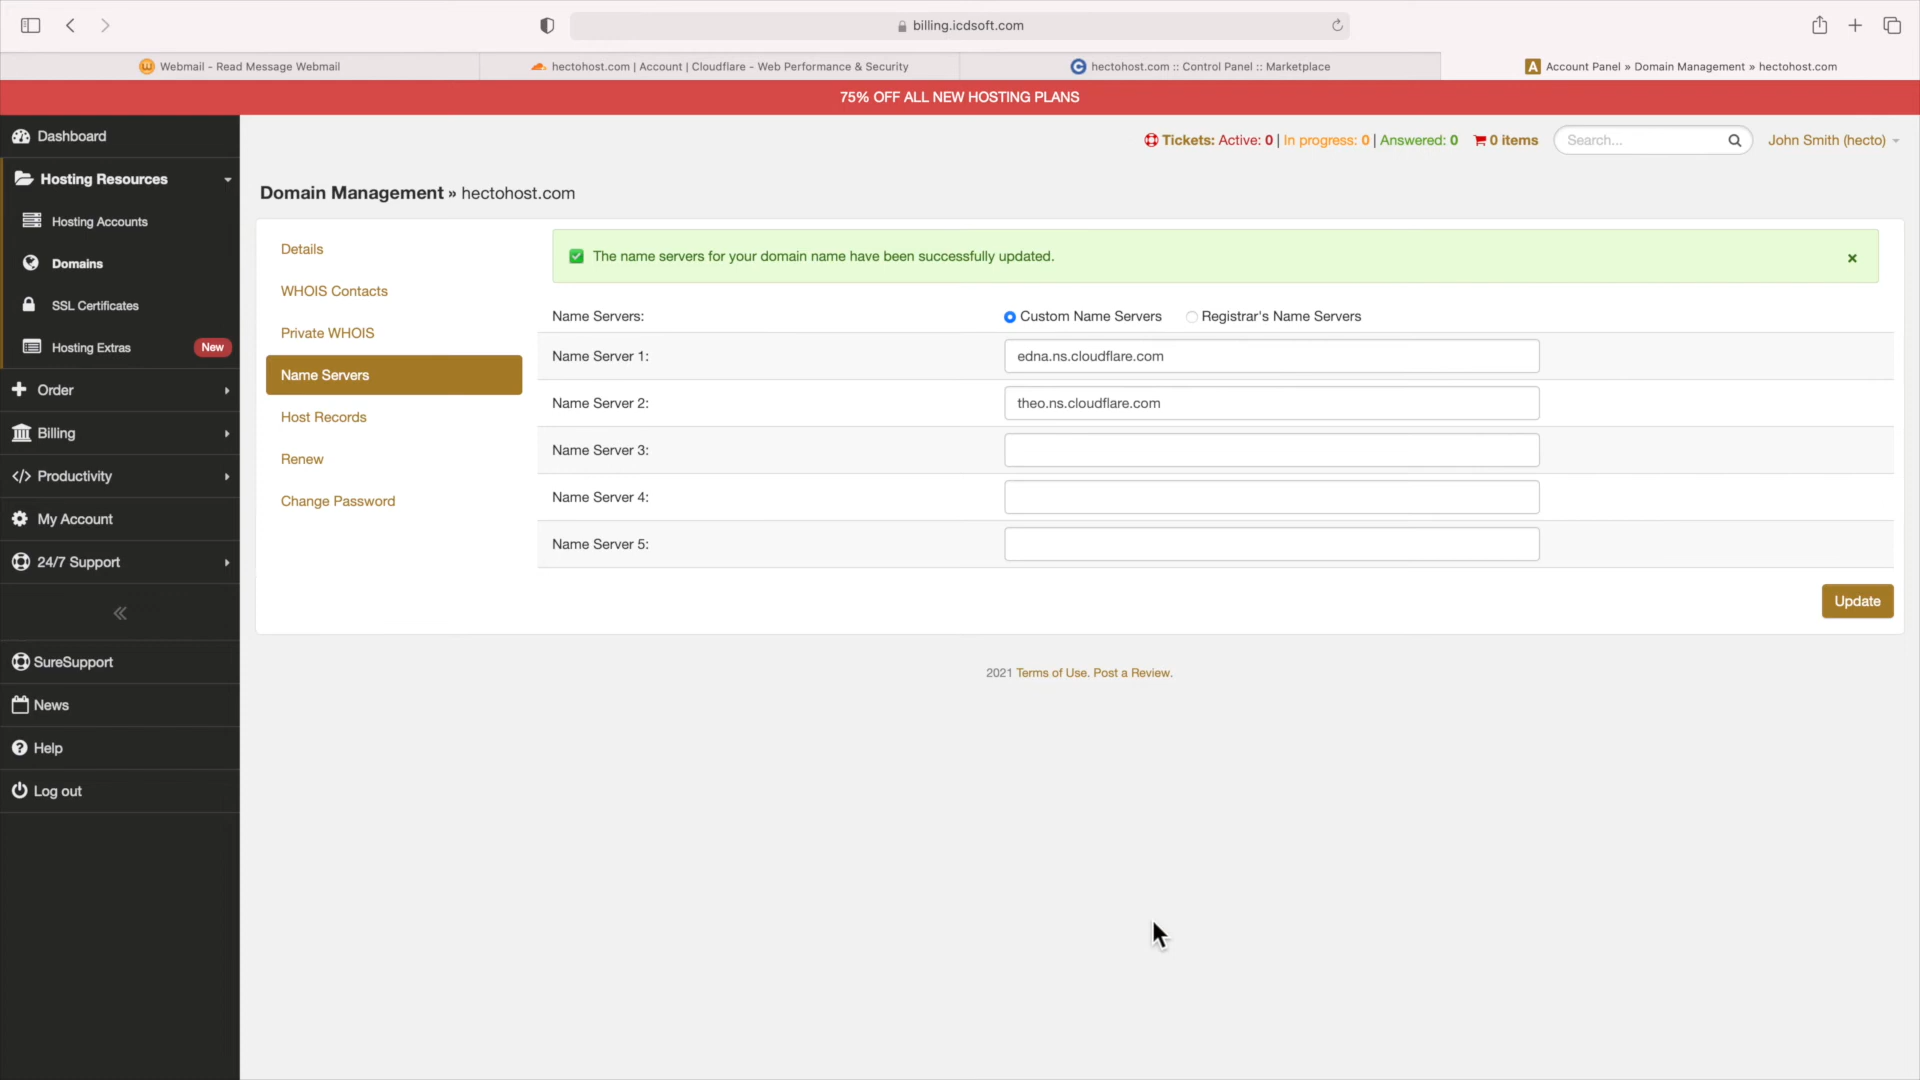 billing.icdsoft.com
Webmail - Read Message Webmail
hectohost.com | Account | Cloudflare - Web Performance & Security
hectohost.com :: Control Panel :: Marketplace
A Account Panel » Domain Management » hectohost.com
75% OFF ALL NEW HOSTING PLANS
Dashboard
Hosting Resources
Hosting Accounts
Domains
SSL Certificates
Hosting Extras New
Order
Billing
Productivity
My Account
24/7 Support
SureSupport
News
Help
Log out
Tickets: Active: 0 | In progress: 0 | Answered: 0 0 items Search... John Smith (hecto)
Domain Management » hectohost.com
Details
WHOIS Contacts
Private WHOIS
Name Servers
Host Records
Renew
Change Password
The name servers for your domain name have been successfully updated. ×
Name Servers: Custom Name Servers Registrar's Name Servers
Name Server 1: edna.ns.cloudflare.com
Name Server 2: theo.ns.cloudflare.com
Name Server 3:
Name Server 4:
Name Server 5:
Update
2021 Terms of Use. Post a Review.